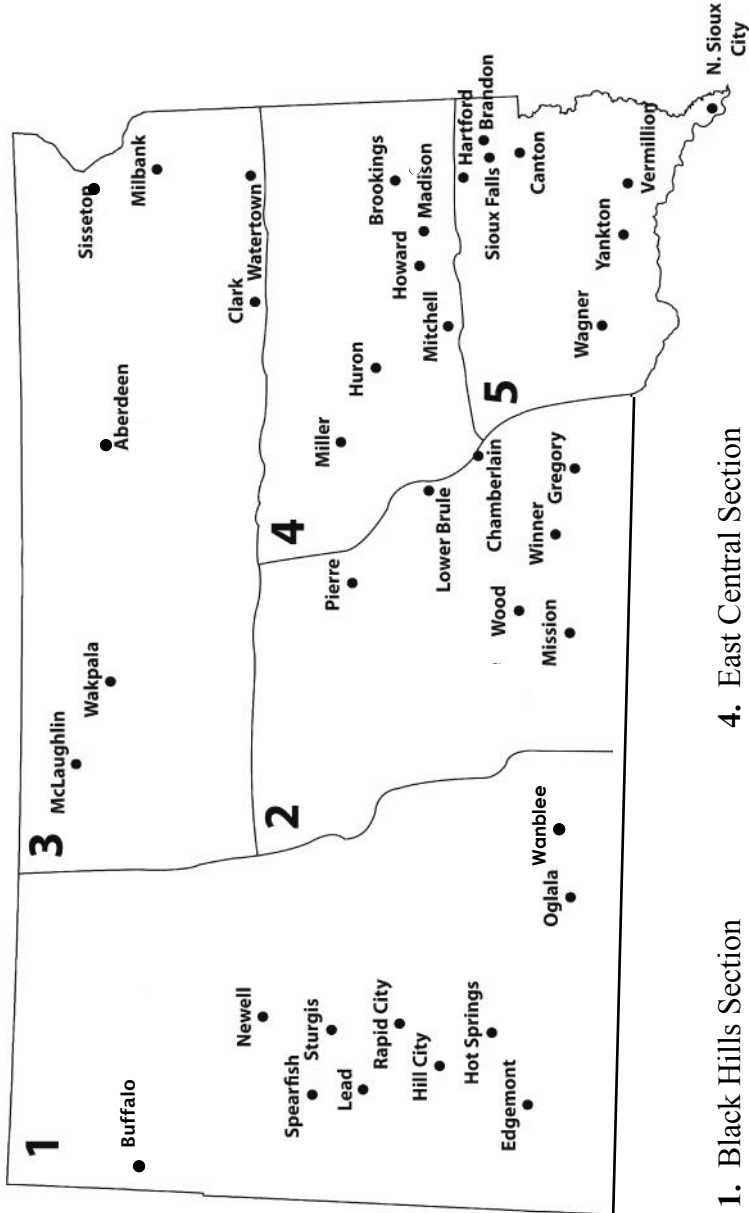 1
3
Buffalo
McLaughlin
Wakpala
Aberdeen
Sisseton
Milbank
Newell
2
4
Clark
Watertown
Spearfish
Sturgis
Lead
Rapid City
Hill City
Hot Springs
Edgemont
Pierre
Miller
Huron
Lower Brule
Mitchell
Howard
Madison
Brookings
Oglala
Wanblee
Wood
Mission
Winner
Gregory
Chamberlain
5
Hartford
Brandon
Sioux Falls
Canton
Wagner
Yankton
Vermillion
N. Sioux
City
1. Black Hills Section
4. East Central Section